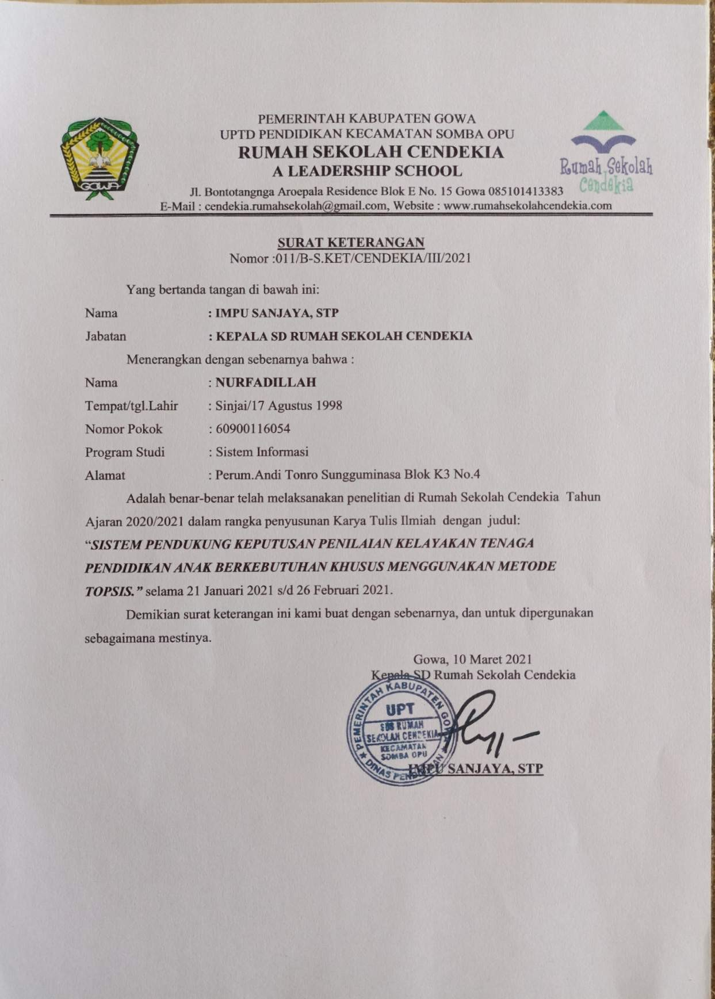 GOWA
PEMERINTAH KABUPATEN GOWA
UPTD PENDIDIKAN KECAMATAN SOMBA OPU
RUMAH SEKOLAH CENDEKIA
A LEADERSHIP SCHOOL
Rumah Sekolah
Cendekia
Jl. Bontotangnga Aroepala Residence Blok E No. 15 Gowa 085101413383
E-Mail : cendekia.rumahsekolah@gmail.com, Website : www.rumahsekolahcendekia.com
SURAT KETERANGAN
Nomor :011/B-S.KET/CENDEKIA/III/2021
Yang bertanda tangan di bawah ini:
Nama : IMPU SANJAYA, STP
Jabatan : KEPALA SD RUMAH SEKOLAH CENDEKIA
Menerangkan dengan sebenarnya bahwa :
Nama : NURFADILLAH
Tempat/tgl.Lahir : Sinjai/17 Agustus 1998
Nomor Pokok : 60900116054
Program Studi : Sistem Informasi
Alamat : Perum.Andi Tonro Sungguminasa Blok K3 No.4
Adalah benar-benar telah melaksanakan penelitian di Rumah Sekolah Cendekia Tahun
Ajaran 2020/2021 dalam rangka penyusunan Karya Tulis Ilmiah dengan judul:
“SISTEM PENDUKUNG KEPUTUSAN PENILAIAN KELAYAKAN TENAGA
PENDIDIKAN ANAK BERKEBUTUHAN KHUSUS MENGGUNAKAN METODE
TOPSIS.” selama 21 Januari 2021 s/d 26 Februari 2021.
Demikian surat keterangan ini kami buat dengan sebenarnya, dan untuk dipergunakan
sebagaimana mestinya.
Gowa, 10 Maret 2021
Kepala SD Rumah Sekolah Cendekia
PEMERINTAH KABUPATEN GOWA
UPT
RUMAH
SEKOLAH CENDEKIA
KECAMATAN
SOMBA OPU
DINAS PENDIDIKAN
IMPU SANJAYA, STP